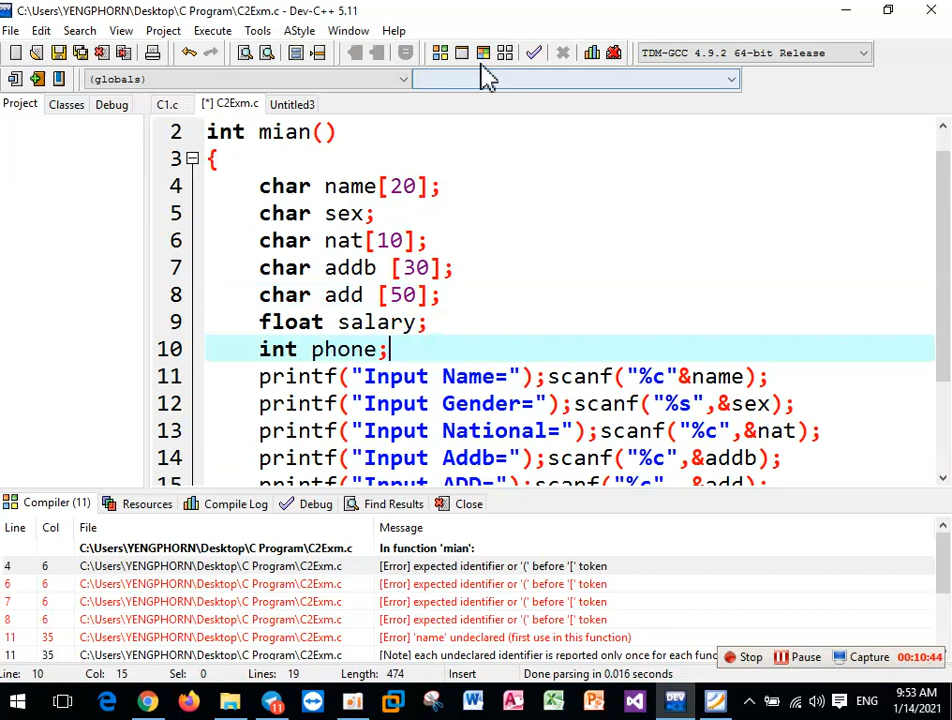 C:\Users\YENGPHORN\Desktop\C Program\C2Exm.c - Dev-C++ 5.11
File Edit Search View Project Execute Tools AStyle Window Help
TDM-GCC 4.9.2 64-bit Release
(globals)
Project Classes Debug C1.c [*] C2Exm.c Untitled3
2 int mian()
3 {
4 char name[20];
5 char sex;
6 char nat[10];
7 char addb [30];
8 char add [50];
9 float salary;
10 int phone;
11 printf("Input Name=");scanf("%c"&name);
12 printf("Input Gender=");scanf("%s",&sex);
13 printf("Input National=");scanf("%c",&nat);
14 printf("Input Addb=");scanf("%c",&addb);
15 printf("Input ADD=");scanf("%c",&add);
Compiler (11) Resources Compile Log Debug Find Results Close
Line Col File Message
C:\Users\YENGPHORN\Desktop\C Program\C2Exm.c In function 'mian':
4 6 C:\Users\YENGPHORN\Desktop\C Program\C2Exm.c [Error] expected identifier or '(' before '[' token
6 6 C:\Users\YENGPHORN\Desktop\C Program\C2Exm.c [Error] expected identifier or '(' before '[' token
7 6 C:\Users\YENGPHORN\Desktop\C Program\C2Exm.c [Error] expected identifier or '(' before '[' token
8 6 C:\Users\YENGPHORN\Desktop\C Program\C2Exm.c [Error] expected identifier or '(' before '[' token
11 35 C:\Users\YENGPHORN\Desktop\C Program\C2Exm.c [Error] 'name' undeclared (first use in this function)
11 35 C:\Users\YENGPHORN\Desktop\C Program\C2Exm.c [Note] each undeclared identifier is reported only once for each func
Stop Pause Capture 00:10:44
Line: 10 Col: 15 Sel: 0 Lines: 19 Length: 474 Insert Done parsing in 0.016 seconds
ENG 9:53 AM
1/14/2021